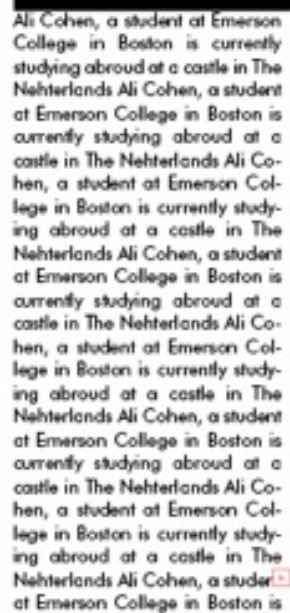 Ali Cohen, a student at Emerson
College in Boston is currently
studying abroud at a castle in The
Nehterlands Ali Cohen, a student
at Emerson College in Boston is
currently studying abroud at a
castle in The Nehterlands Ali Co-
hen, a student at Emerson Col-
lege in Boston is currently study-
ing abroud at a castle in The
Nehterlands Ali Cohen, a student
at Emerson College in Boston is
currently studying abroud at a
castle in The Nehterlands Ali Co-
hen, a student at Emerson Col-
lege in Boston is currently study-
ing abroud at a castle in The
Nehterlands Ali Cohen, a student
at Emerson College in Boston is
currently studying abroud at a
castle in The Nehterlands Ali Co-
hen, a student at Emerson Col-
lege in Boston is currently study-
ing abroud at a castle in The
Nehterlands Ali Cohen, a studen
at Emerson College in Boston is